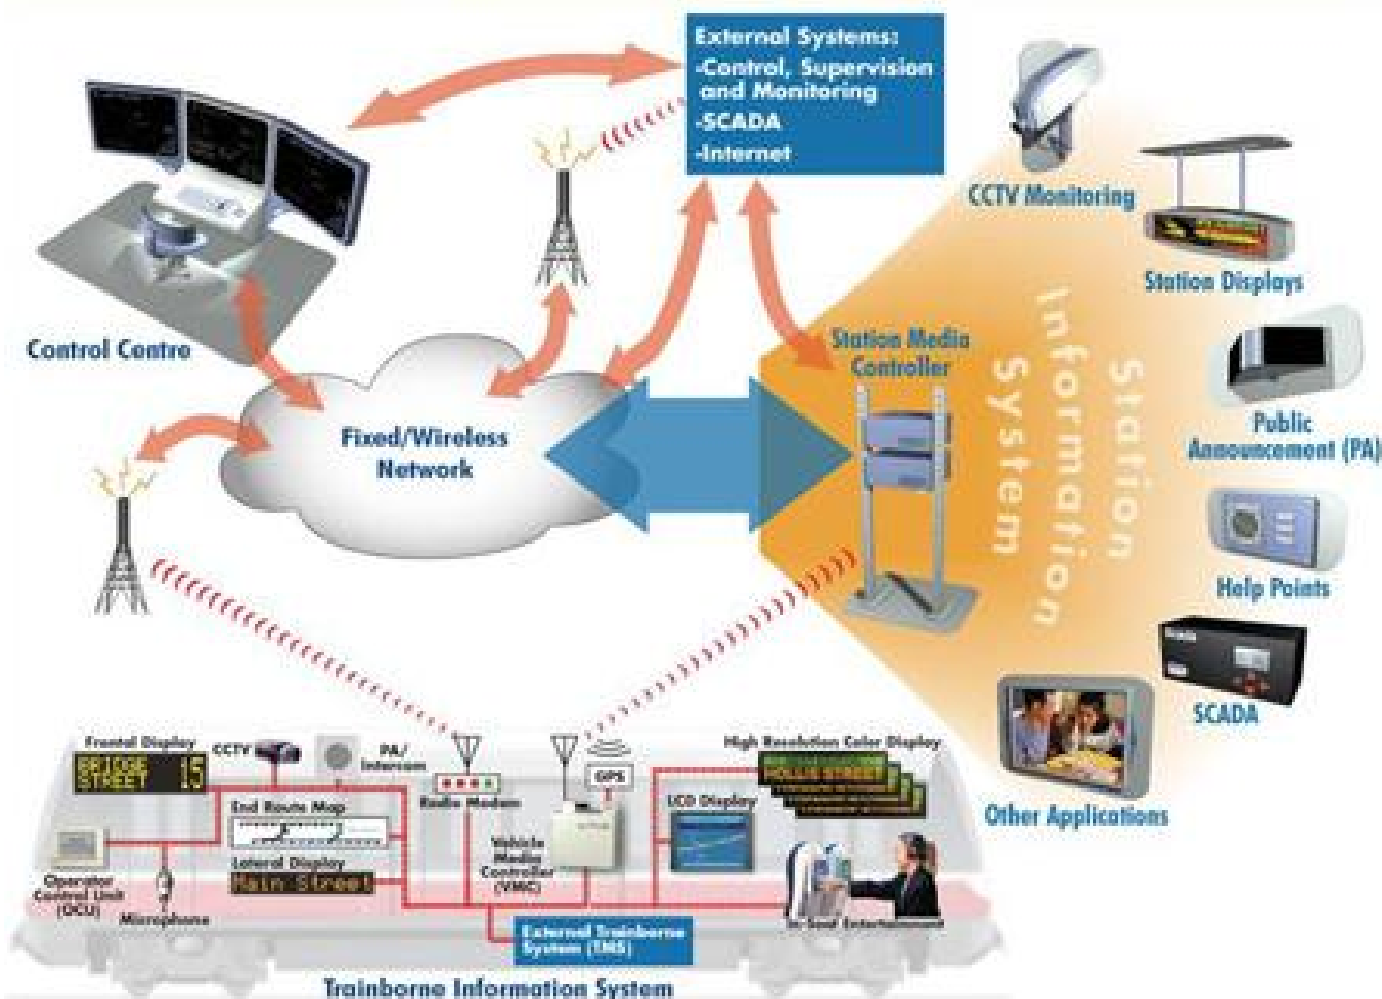 External Systems:
-Control, Supervision
and Monitoring
-SCADA
-Internet
CCTV Monitoring
Station Displays
Control Centre
Station Media
Controller
Station
Information
System
Public
Announcement (PA)
Fixed/Wireless
Network
Help Points
SCADA
Other Applications
Frontal Display
BRIDGE
STREET 15
CCTV
PA/
Intercom
Radio Modem
GPS
High Resolution Color Display
HOLLIS STREET
End Route Map
LCD Display
Vehicle
Media
Controller
(VMC)
Lateral Display
Main Street
Operator
Control Unit
(OCU)
Microphone
In Seat Entertainment
External Trainborne
System (TMS)
Trainborne Information System